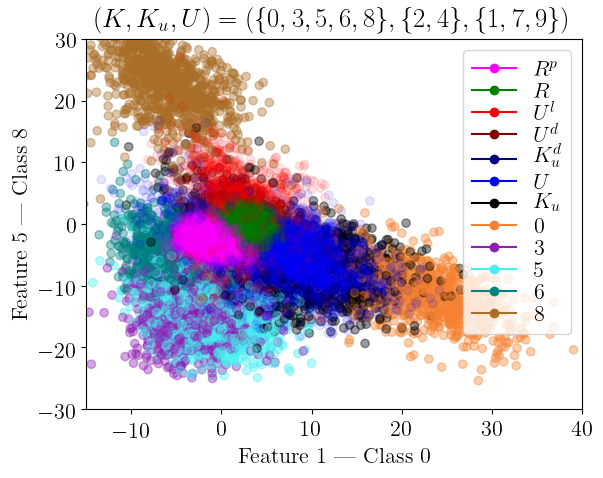 (K, K_u, U) = ({0, 3, 5, 6, 8}, {2, 4}, {1, 7, 9})
30
20
10
0
−10
−20
−30
Feature 5 — Class 8
R^p
R
U^l
U^d
K_u^d
U
K_u
0
3
5
6
8
−10
0
10
20
30
40
Feature 1 — Class 0